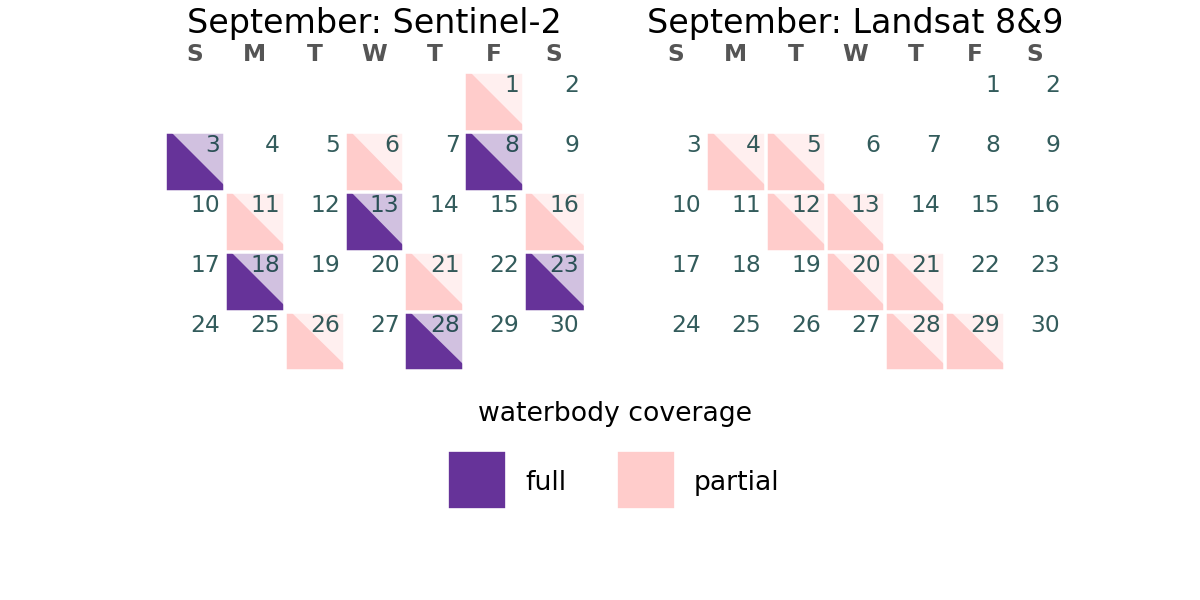 September: Sentinel-2
S M T W T F S
1 2
3 4 5 6 7 8 9
10 11 12 13 14 15 16
17 18 19 20 21 22 23
24 25 26 27 28 29 30
September: Landsat 8&9
S M T W T F S
1 2
3 4 5 6 7 8 9
10 11 12 13 14 15 16
17 18 19 20 21 22 23
24 25 26 27 28 29 30
waterbody coverage
full partial